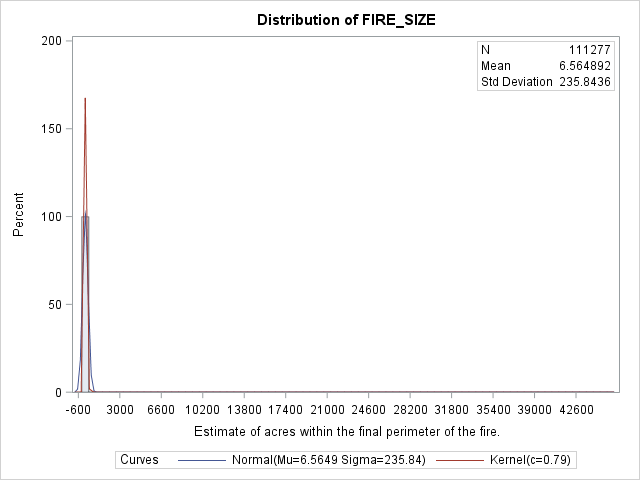 Distribution of FIRE_SIZE
N 111277
Mean 6.564892
Std Deviation 235.8436
200
150
100
50
0
Percent
-600 3000 6600 10200 13800 17400 21000 24600 28200 31800 35400 39000 42600
Estimate of acres within the final perimeter of the fire.
Curves Normal(Mu=6.5649 Sigma=235.84) Kernel(c=0.79)